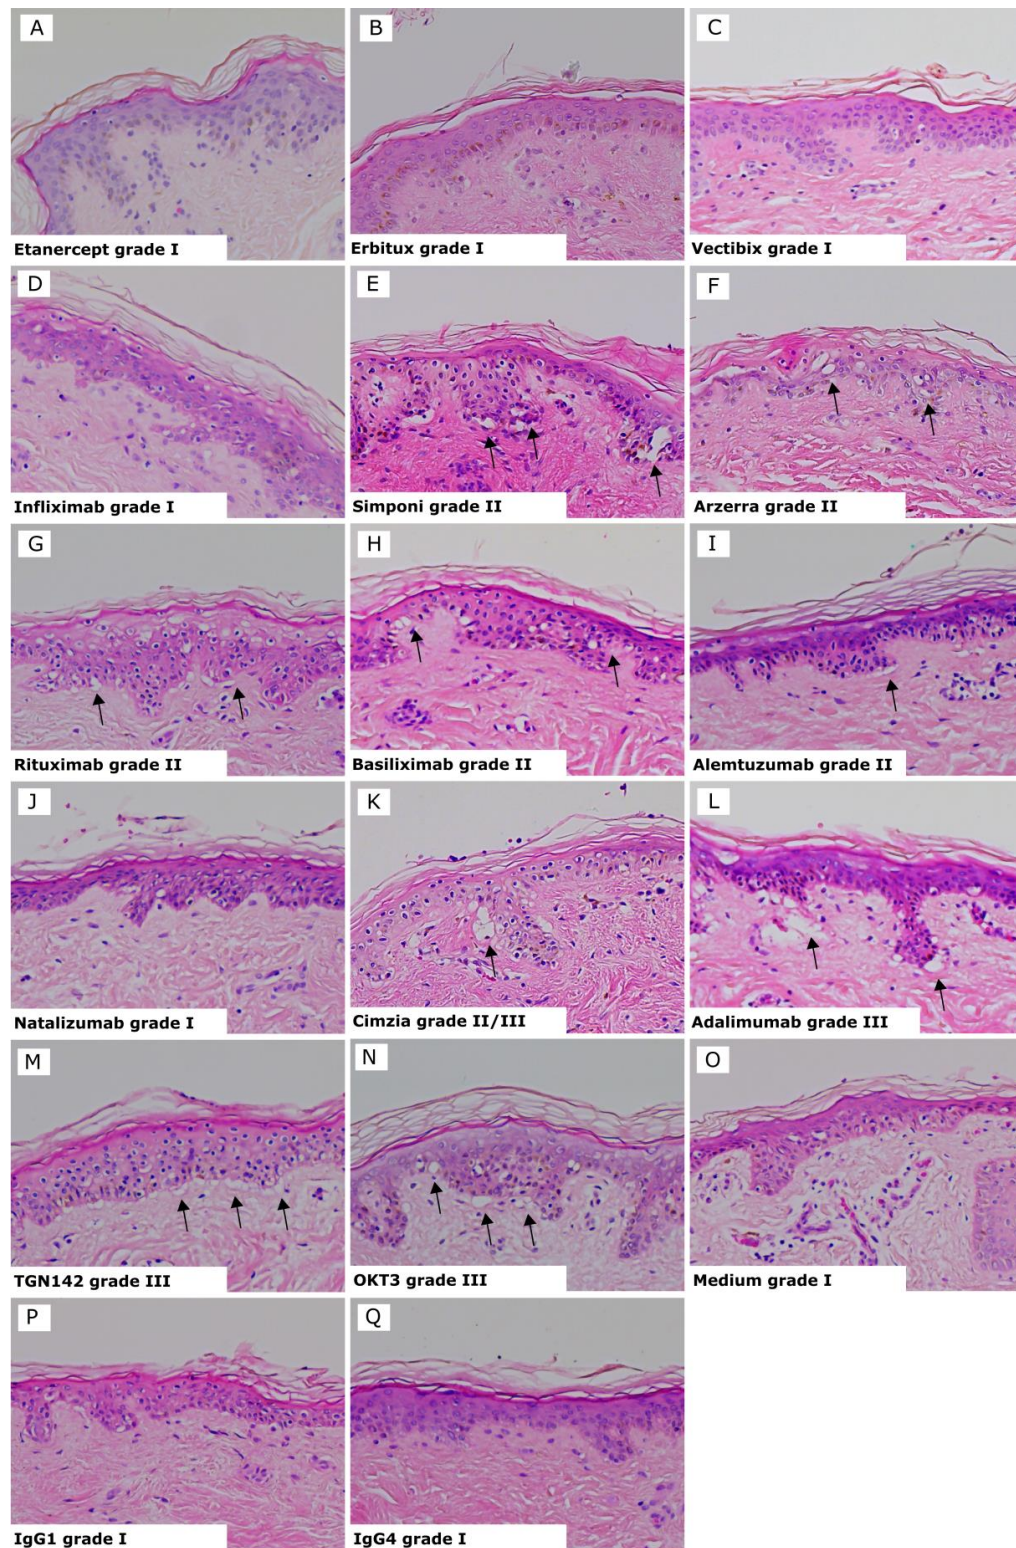 A
B
C
Etanercept grade I
Erbitux grade I
Vectibix grade I
D
E
F
Infliximab grade I
Simponi grade II
Arzerra grade II
G
H
I
Rituximab grade II
Basiliximab grade II
Alemtuzumab grade II
J
K
L
Natalizumab grade I
Cimzia grade II/III
Adalimumab grade III
M
N
O
TGN142 grade III
OKT3 grade III
Medium grade I
P
Q
IgG1 grade I
IgG4 grade I